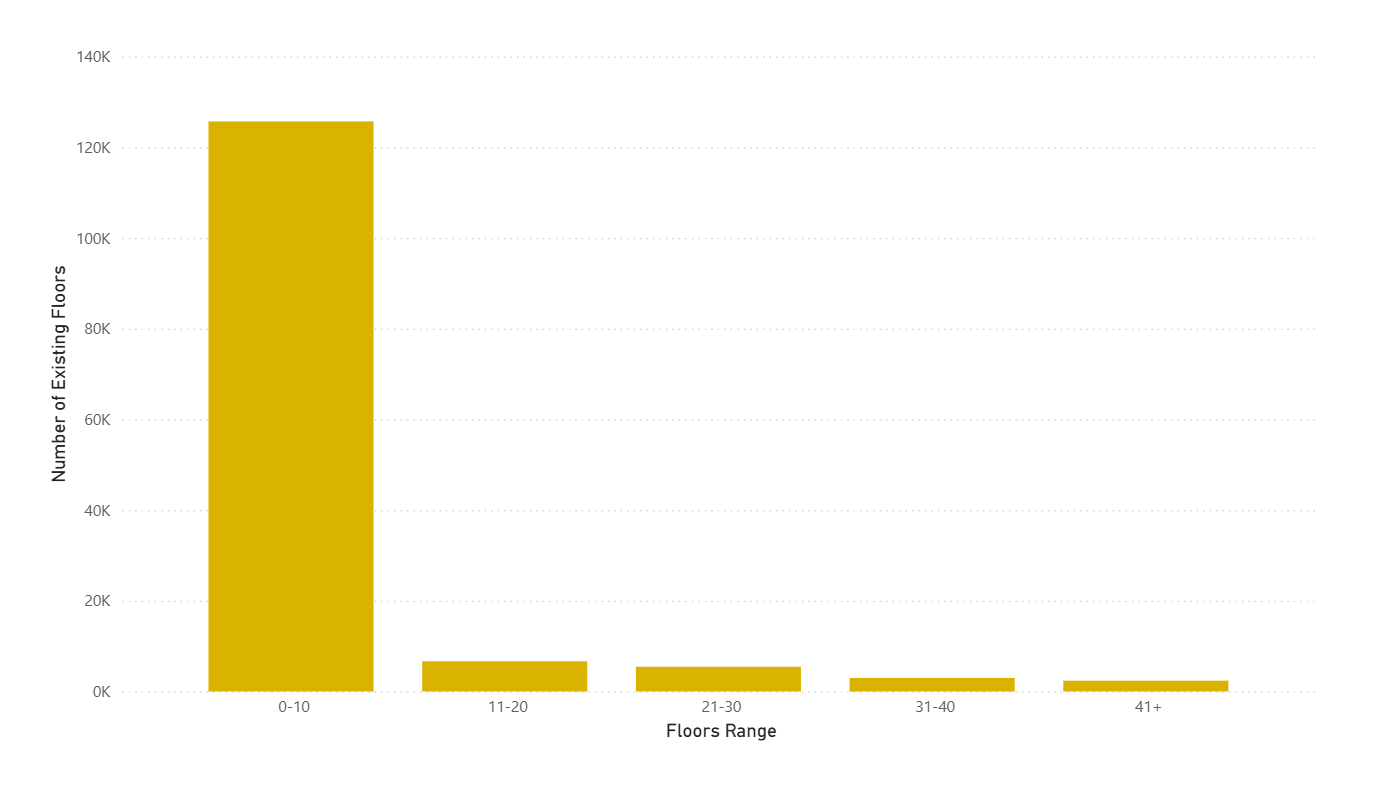 140K
120K
100K
80K
60K
40K
20K
0K
Number of Existing Floors
0-10 11-20 21-30 31-40 41+
Floors Range